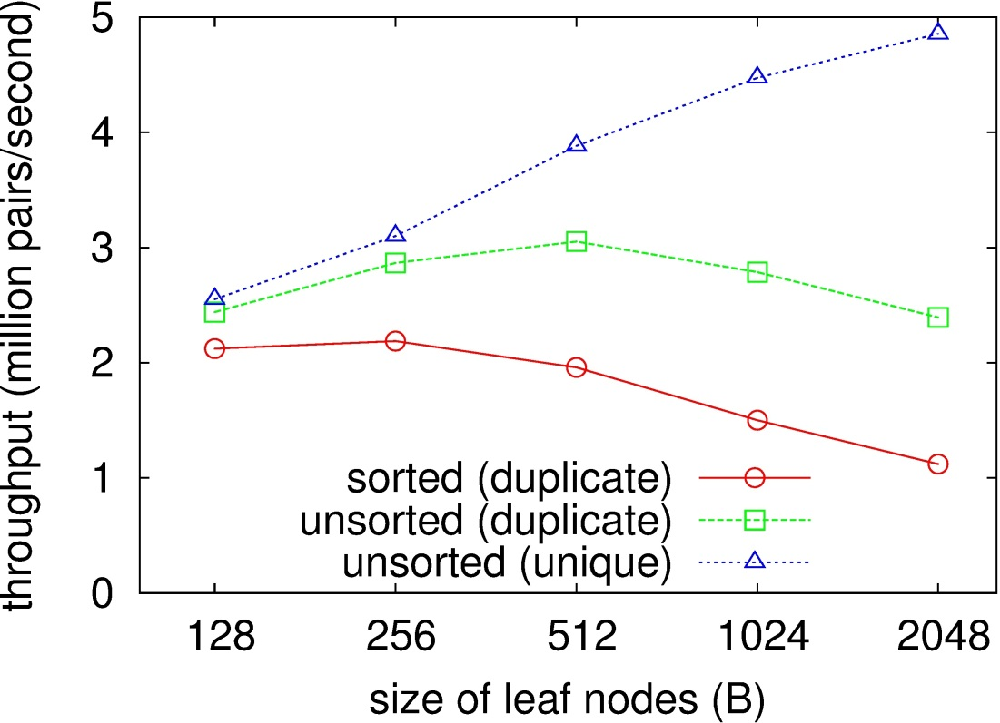 throughput (million pairs/second)
5
4
3
2
1
0
sorted (duplicate)
unsorted (duplicate)
unsorted (unique)
128 256 512 1024 2048
size of leaf nodes (B)